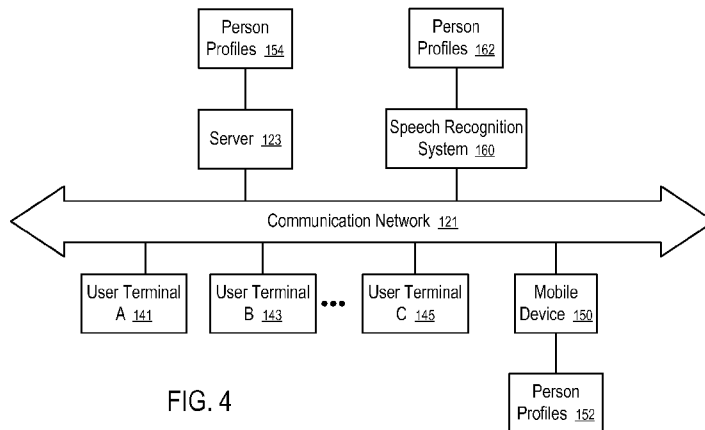 Person
Profiles 154
Person
Profiles 162
Server 123
Speech Recognition
System 160
Communication Network 121
User Terminal
A 141
User Terminal
B 143
•••
User Terminal
C 145
Mobile
Device 150
FIG. 4
Person
Profiles 152